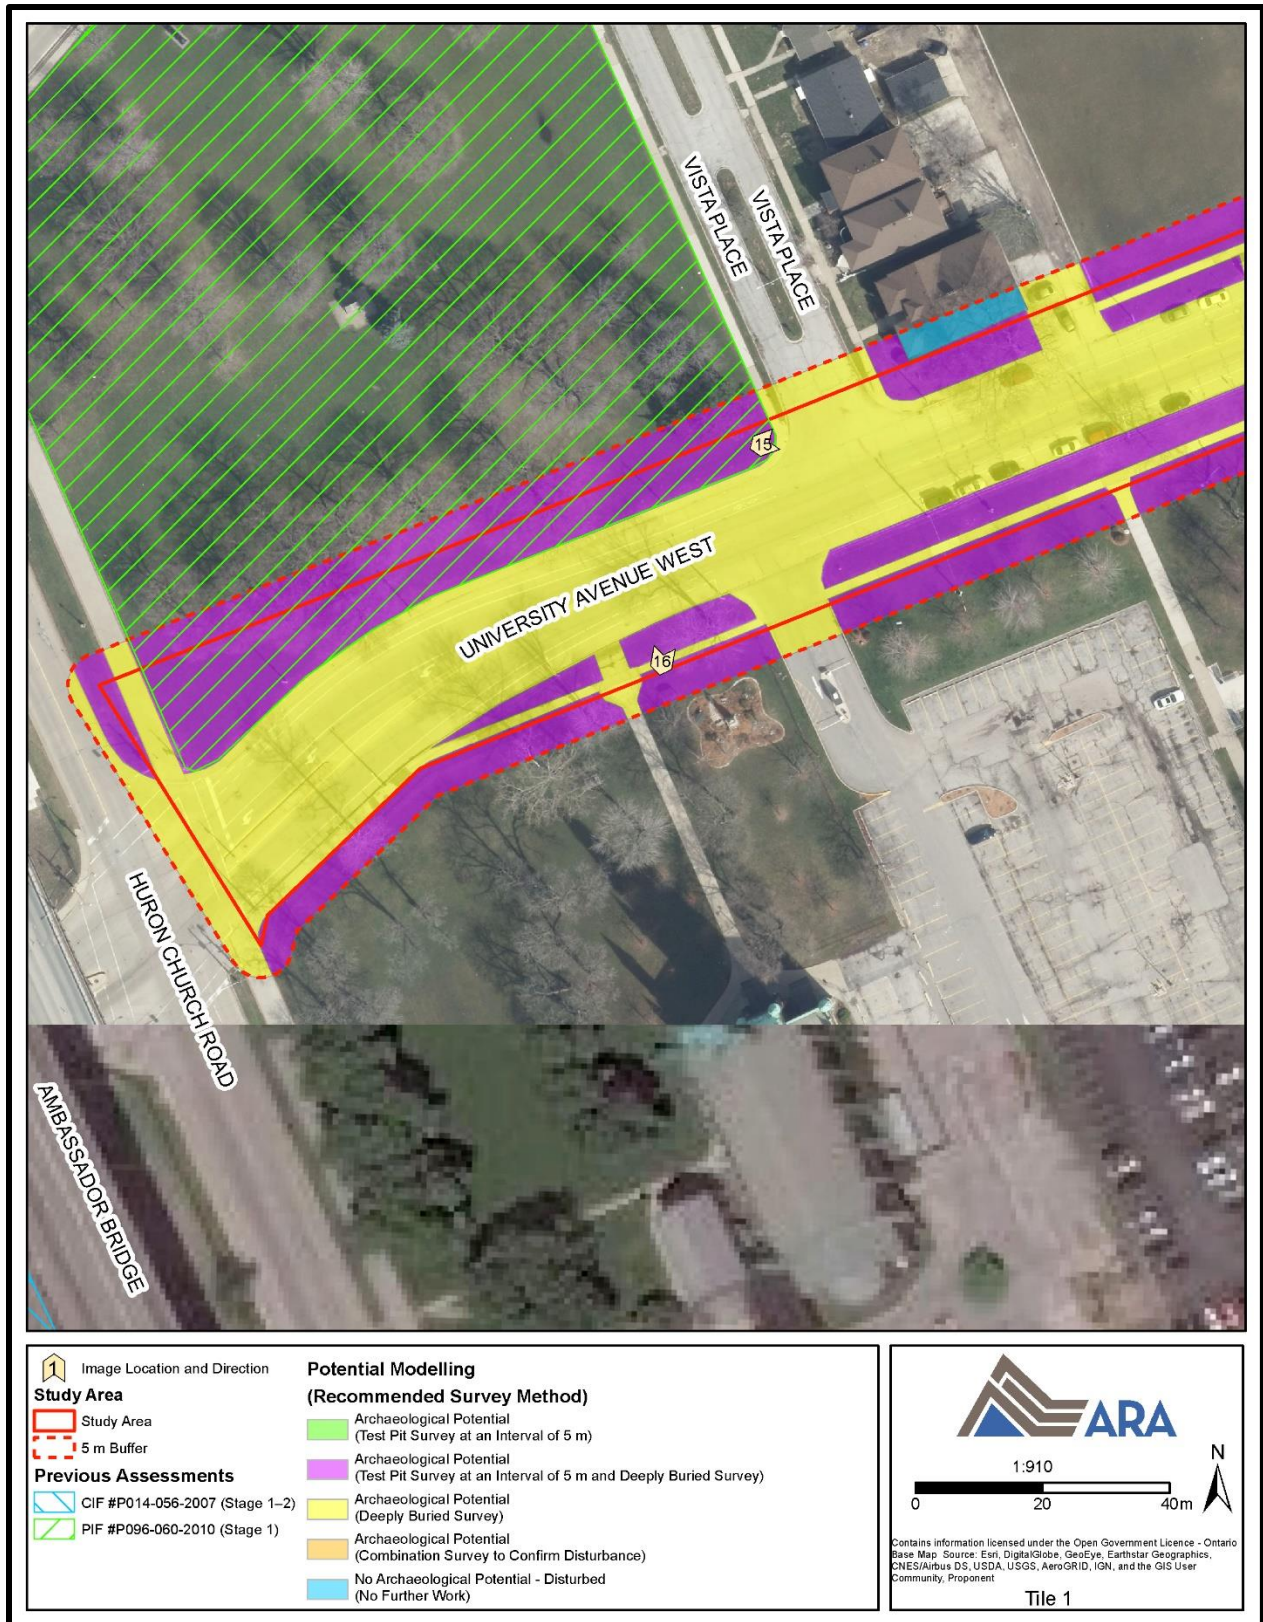 VISTA PLACE
VISTA PLACE
15
UNIVERSITY AVENUE WEST
16
HURON CHURCH ROAD
AMBASSADOR BRIDGE
1 Image Location and Direction
Study Area
Study Area
5 m Buffer
Previous Assessments
CIF #P014-056-2007 (Stage 1–2)
PIF #P096-060-2010 (Stage 1)
Potential Modelling
(Recommended Survey Method)
Archaeological Potential
(Test Pit Survey at an Interval of 5 m)
Archaeological Potential
(Test Pit Survey at an Interval of 5 m and Deeply Buried Survey)
Archaeological Potential
(Deeply Buried Survey)
Archaeological Potential
(Combination Survey to Confirm Disturbance)
No Archaeological Potential - Disturbed
(No Further Work)
ARA
N
1:910
0 20 40m
Contains information licensed under the Open Government Licence - Ontario
Base Map Source: Esri, DigitalGlobe, GeoEye, Earthstar Geographics,
CNES/Airbus DS, USDA, USGS, AeroGRID, IGN, and the GIS User
Community, Proponent
Tile 1